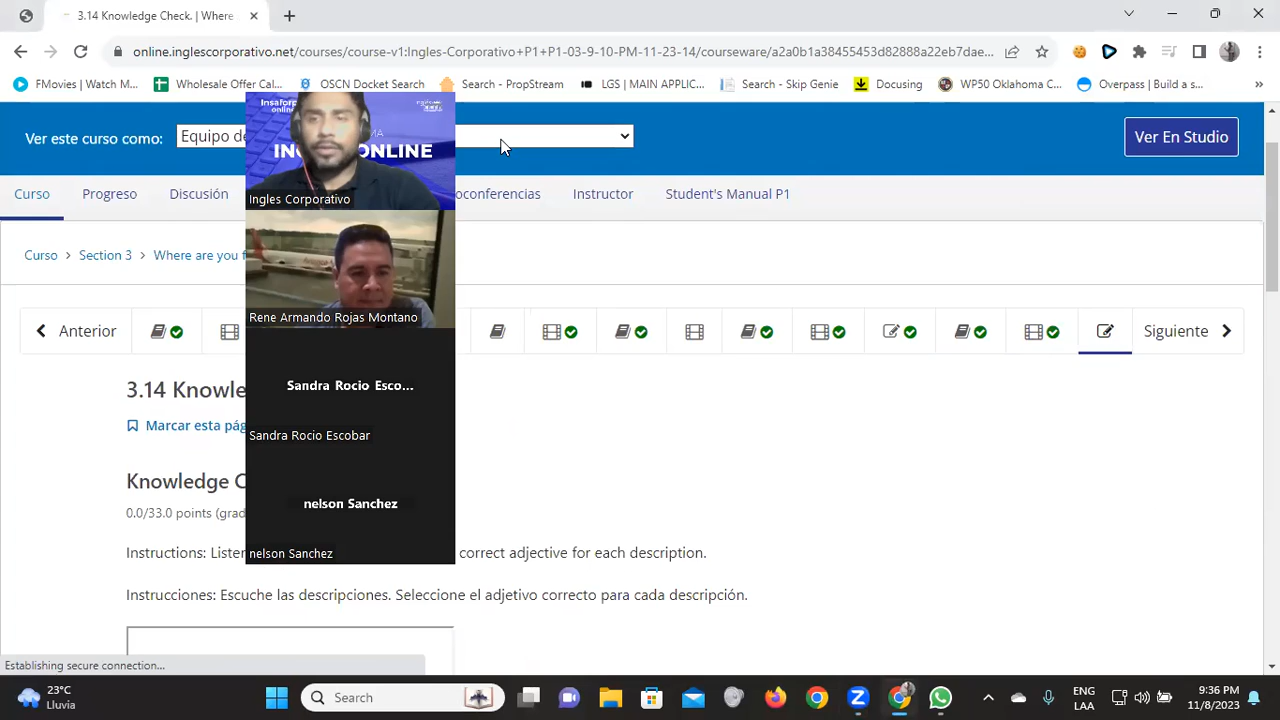 3.14 Knowledge Check. | Where
online.inglescorporativo.net/courses/course-v1:Ingles-Corporativo+P1+P1-03-9-10-PM-11-23-14/courseware/a2a0b1a38455453d82888a22eb7dae...
FMovies | Watch M...
Wholesale Offer Cal...
OSCN Docket Search
Search - PropStream
LGS | MAIN APPLIC...
Search - Skip Genie
Docusing
WP50 Oklahoma C...
Overpass | Build a s...
Ver este curso como:
Equipo de
Ver En Studio
Insaforp
online
ONLINE
Ingles Corporativo
Curso
Progreso
Discusión
oconferencias
Instructor
Student's Manual P1
Curso > Section 3 > Where are you f
Rene Armando Rojas Montano
Anterior
Siguiente
3.14 Knowled
Sandra Rocio Esco...
Marcar esta pág
Sandra Rocio Escobar
Knowledge C
nelson Sanchez
0.0/33.0 points (grad
nelson Sanchez
Instructions: Listen correct adjective for each description.
Instrucciones: Escuche las descripciones. Seleccione el adjetivo correcto para cada descripción.
Establishing secure connection...
23°C
Lluvia
Search
ENG
LAA
9:36 PM
11/8/2023